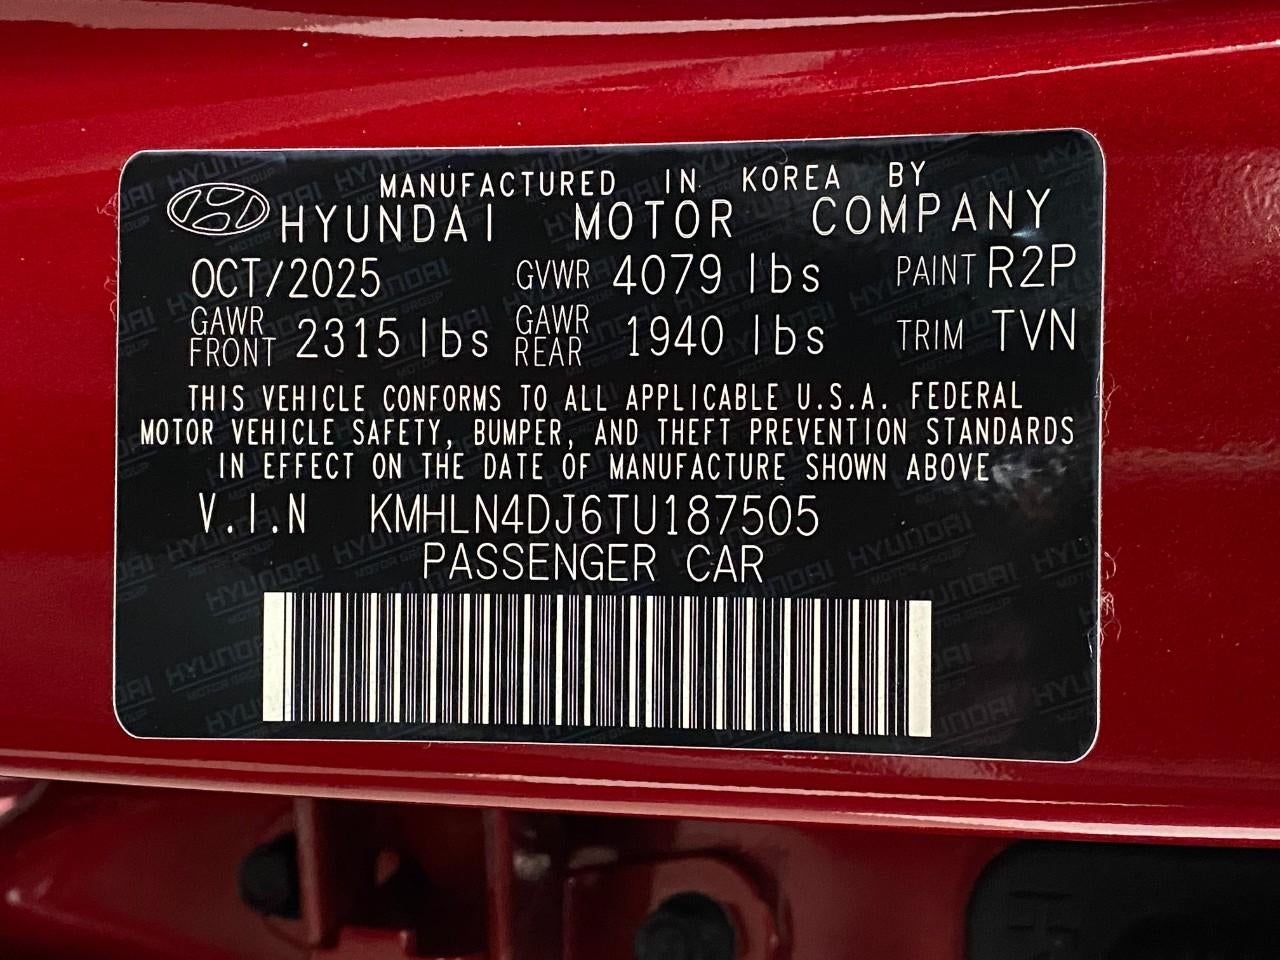 MANUFACTURED IN KOREA BY
HYUNDAI MOTOR COMPANY
OCT/2025 GVWR 4079 lbs PAINT R2P
GAWR FRONT 2315 lbs GAWR REAR 1940 lbs TRIM TVN
THIS VEHICLE CONFORMS TO ALL APPLICABLE U.S.A. FEDERAL
MOTOR VEHICLE SAFETY, BUMPER, AND THEFT PREVENTION STANDARDS
IN EFFECT ON THE DATE OF MANUFACTURE SHOWN ABOVE
V.I.N KMHLN4DJ6TU187505
PASSENGER CAR